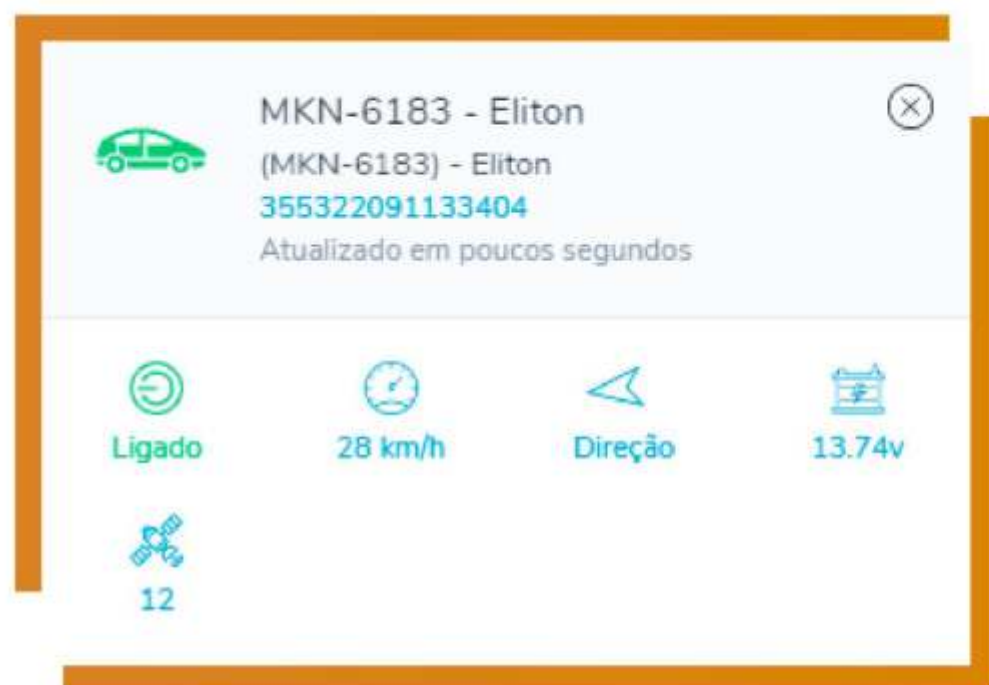 MKN-6183 - Eliton
(MKN-6183) - Eliton
355322091133404
Atualizado em poucos segundos
Ligado
28 km/h
Direção
13.74v
12